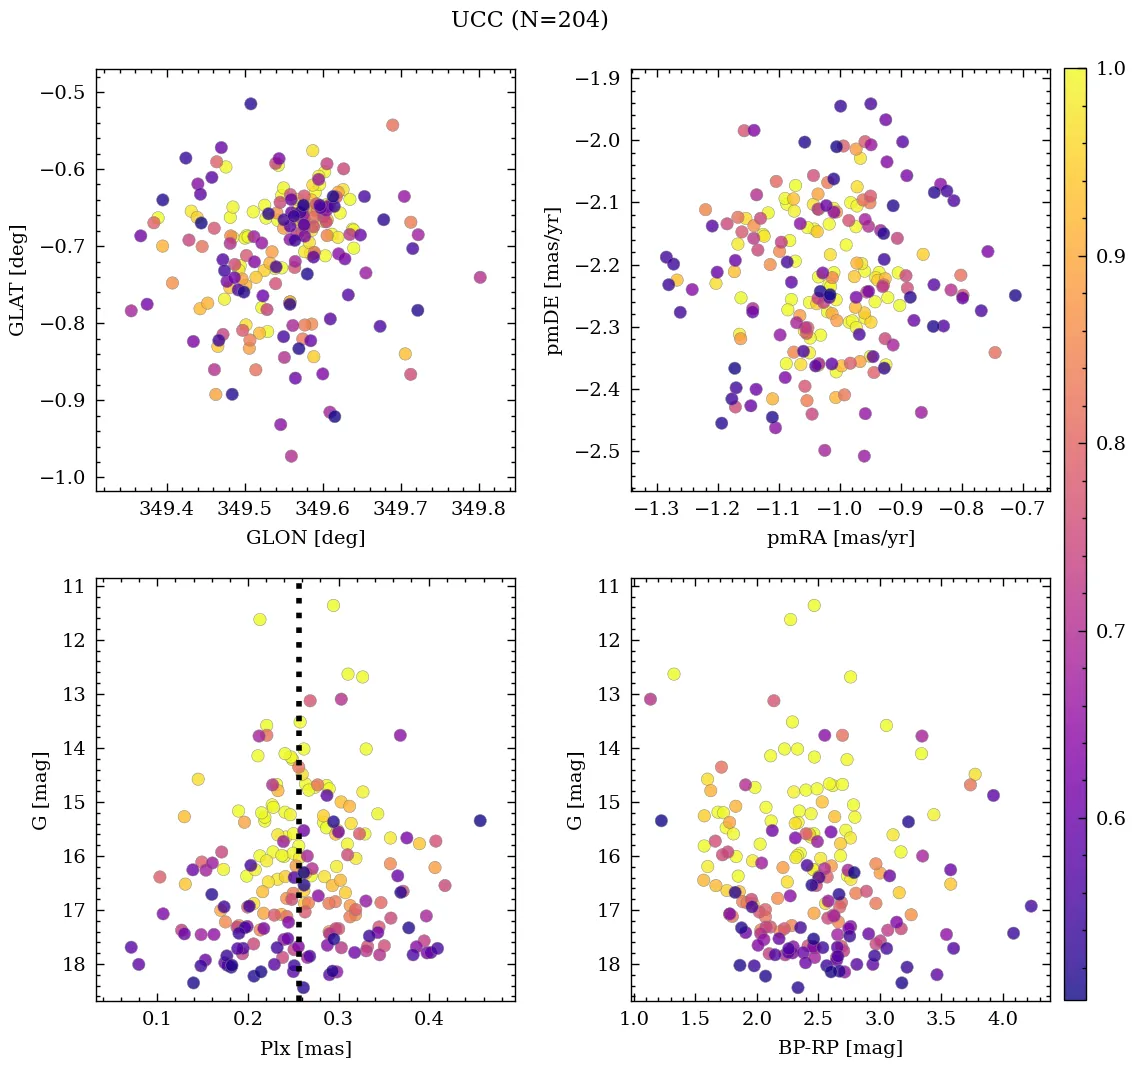 UCC (N=204)
−0.5
−0.6
−0.7
−0.8
−0.9
−1.0
GLAT [deg]
349.4 349.5 349.6 349.7 349.8
GLON [deg]
−1.9
−2.0
−2.1
−2.2
−2.3
−2.4
−2.5
pmDE [mas/yr]
−1.3 −1.2 −1.1 −1.0 −0.9 −0.8 −0.7
pmRA [mas/yr]
11
12
13
14
15
16
17
18
G [mag]
0.1 0.2 0.3 0.4
Plx [mas]
11
12
13
14
15
16
17
18
G [mag]
1.0 1.5 2.0 2.5 3.0 3.5 4.0
BP-RP [mag]
1.0
0.9
0.8
0.7
0.6